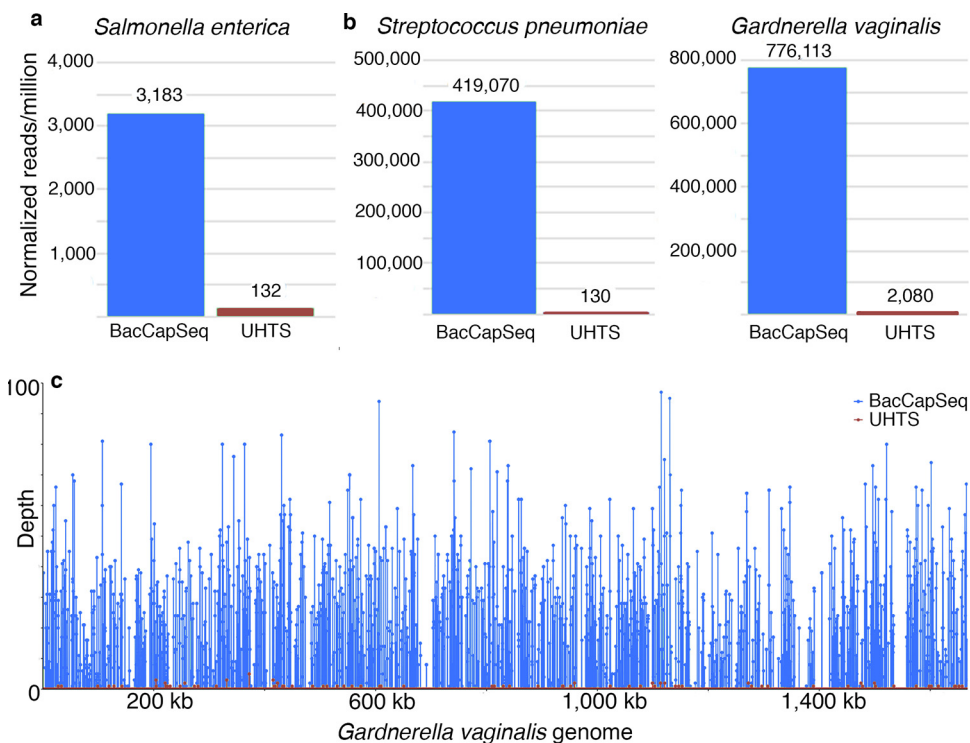 a
Salmonella enterica
Normalized reads/million
4,000
3,000
2,000
1,000
3,183
132
BacCapSeq
UHTS
b
Streptococcus pneumoniae
500,000
400,000
300,000
200,000
100,000
419,070
130
BacCapSeq
UHTS
Gardnerella vaginalis
800,000
600,000
400,000
200,000
776,113
2,080
BacCapSeq
UHTS
c
100
Depth
0
BacCapSeq
UHTS
200 kb
600 kb
1,000 kb
1,400 kb
Gardnerella vaginalis genome